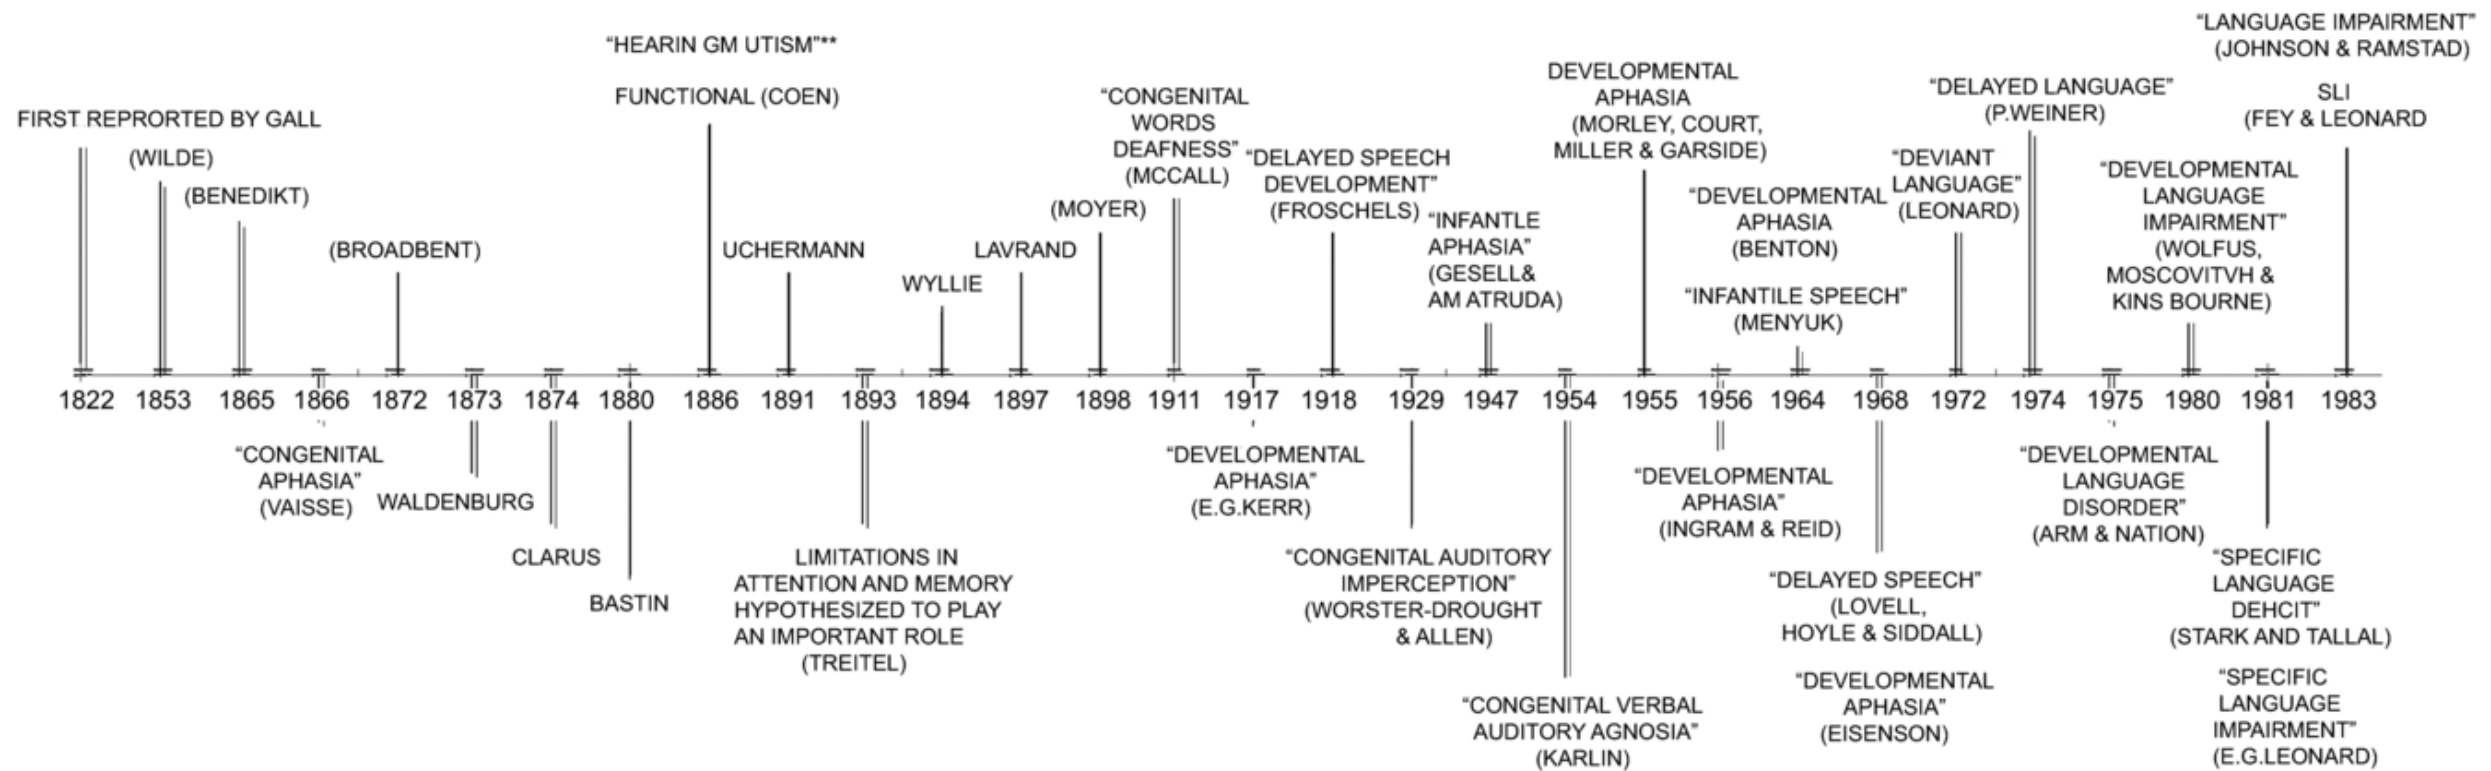 FIRST REPRORTED BY GALL
(WILDE)
(BENEDIKT)
(BROADBENT)
“HEARIN GM UTISM”**
FUNCTIONAL (COEN)
UCHERMANN
WYLLIE
LAVRAND
(MOYER)
“CONGENITAL
WORDS
DEAFNESS”
(MCCALL)
“DELAYED SPEECH
DEVELOPMENT”
(FROSCHELS)
“INFANTLE
APHASIA”
(GESELL&
AM ATRUDA)
DEVELOPMENTAL
APHASIA
(MORLEY, COURT,
MILLER & GARSIDE)
“DEVELOPMENTAL
APHASIA
(BENTON)
“INFANTILE SPEECH”
(MENYUK)
“DEVIANT
LANGUAGE”
(LEONARD)
“DELAYED LANGUAGE”
(P.WEINER)
“DEVELOPMENTAL
LANGUAGE
IMPAIRMENT”
(WOLFUS,
MOSCOVITVH &
KINS BOURNE)
“LANGUAGE IMPAIRMENT”
(JOHNSON & RAMSTAD)
SLI
(FEY & LEONARD
1822 1853 1865 1866 1872 1873 1874 1880 1886 1891 1893 1894 1897 1898 1911 1917 1918 1929 1947 1954 1955 1956 1964 1968 1972 1974 1975 1980 1981 1983
“CONGENITAL
APHASIA”
(VAISSE)
WALDENBURG
CLARUS
BASTIN
LIMITATIONS IN
ATTENTION AND MEMORY
HYPOTHESIZED TO PLAY
AN IMPORTANT ROLE
(TREITEL)
“DEVELOPMENTAL
APHASIA”
(E.G.KERR)
“CONGENITAL AUDITORY
IMPERCEPTION”
(WORSTER-DROUGHT
& ALLEN)
“CONGENITAL VERBAL
AUDITORY AGNOSIA”
(KARLIN)
“DEVELOPMENTAL
APHASIA”
(INGRAM & REID)
“DELAYED SPEECH”
(LOVELL,
HOYLE & SIDDALL)
“DEVELOPMENTAL
APHASIA”
(EISENSON)
“DEVELOPMENTAL
LANGUAGE
DISORDER”
(ARM & NATION)
“SPECIFIC
LANGUAGE
DEHCIT”
(STARK AND TALLAL)
“SPECIFIC
LANGUAGE
IMPAIRMENT”
(E.G.LEONARD)